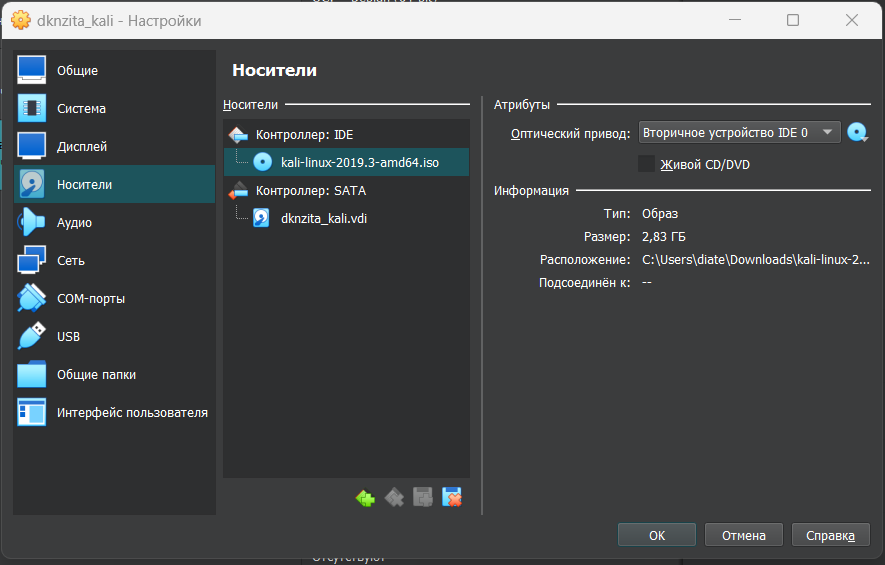 dknzita_kali - Настройки
Общие
Система
Дисплей
Носители
Аудио
Сеть
COM-порты
USB
Общие папки
Интерфейс пользователя
Носители
Носители
Контроллер: IDE
kali-linux-2019.3-amd64.iso
Контроллер: SATA
dknzita_kali.vdi
Атрибуты
Оптический привод: Вторичное устройство IDE 0
Живой CD/DVD
Информация
Тип: Образ
Размер: 2,83 ГБ
Расположение: C:\Users\diate\Downloads\kali-linux-2...
Подсоединён к: --
OK
Отмена
Справка